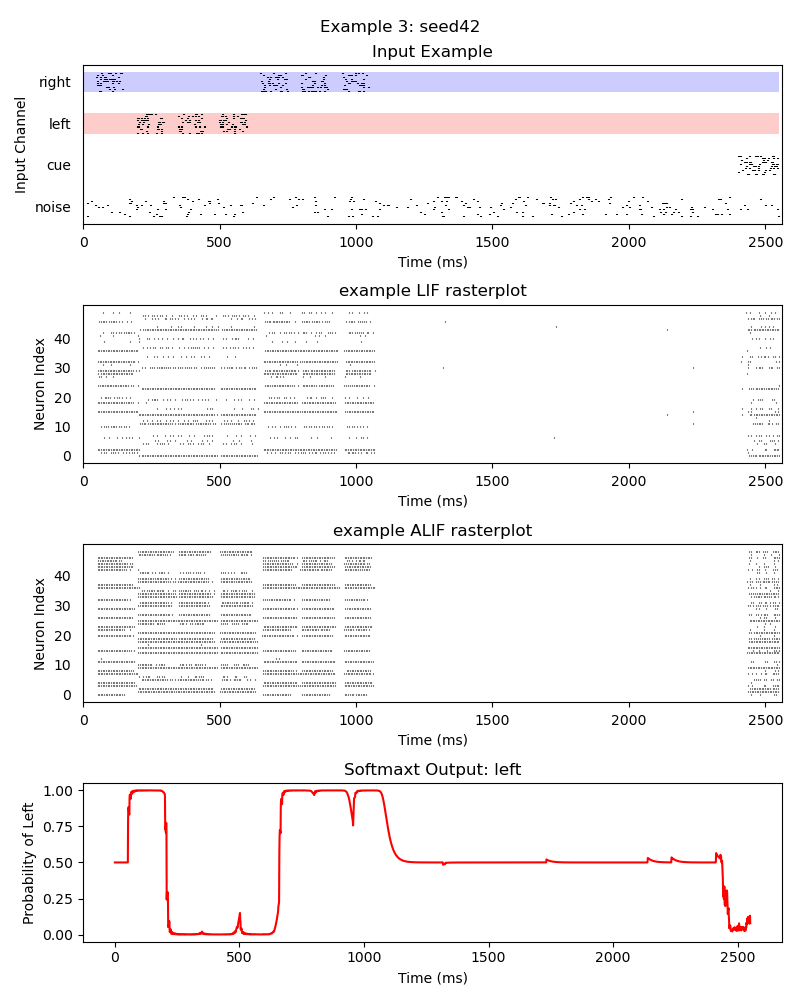 Example 3: seed42
Input Example
Input Channel
right
left
cue
noise
0 500 1000 1500 2000 2500
Time (ms)
example LIF rasterplot
Neuron Index
40
30
20
10
0
0 500 1000 1500 2000 2500
Time (ms)
example ALIF rasterplot
Neuron Index
40
30
20
10
0
0 500 1000 1500 2000 2500
Time (ms)
Softmaxt Output: left
Probability of Left
1.00
0.75
0.50
0.25
0.00
0 500 1000 1500 2000 2500
Time (ms)